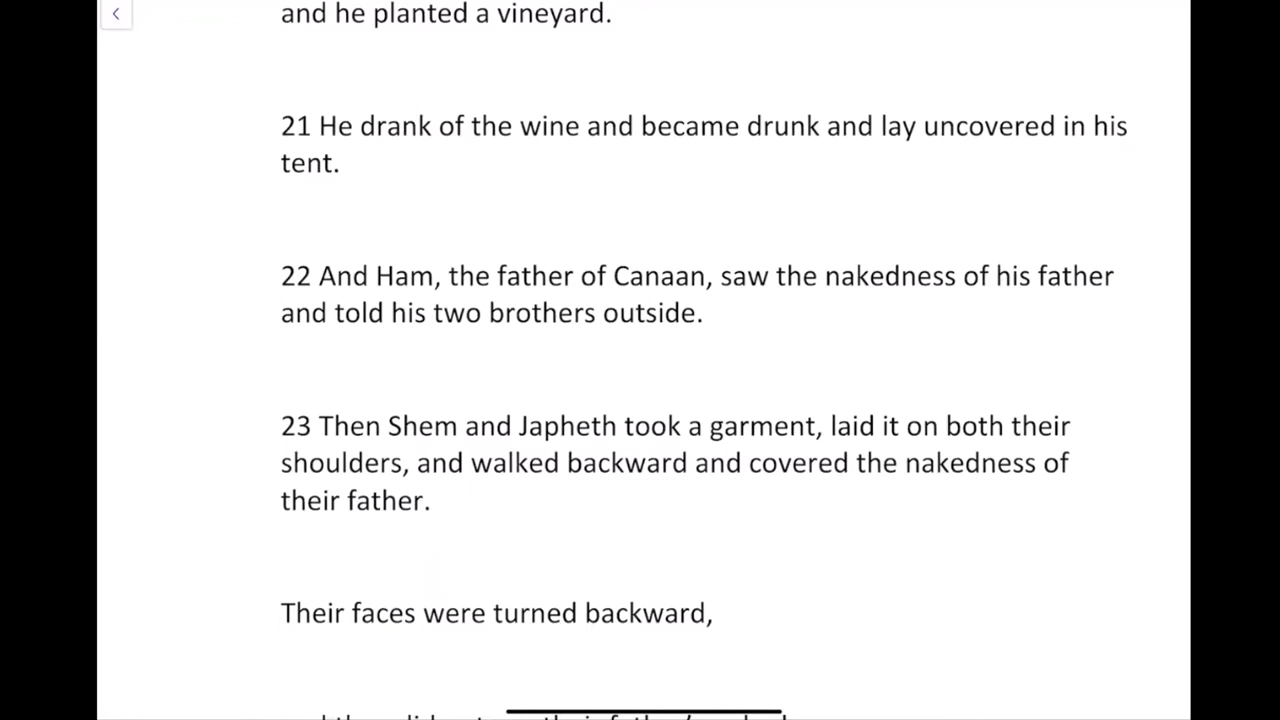 and he planted a vineyard.
21 He drank of the wine and became drunk and lay uncovered in his
tent.
22 And Ham, the father of Canaan, saw the nakedness of his father
and told his two brothers outside.
23 Then Shem and Japheth took a garment, laid it on both their
shoulders, and walked backward and covered the nakedness of
their father.
Their faces were turned backward,